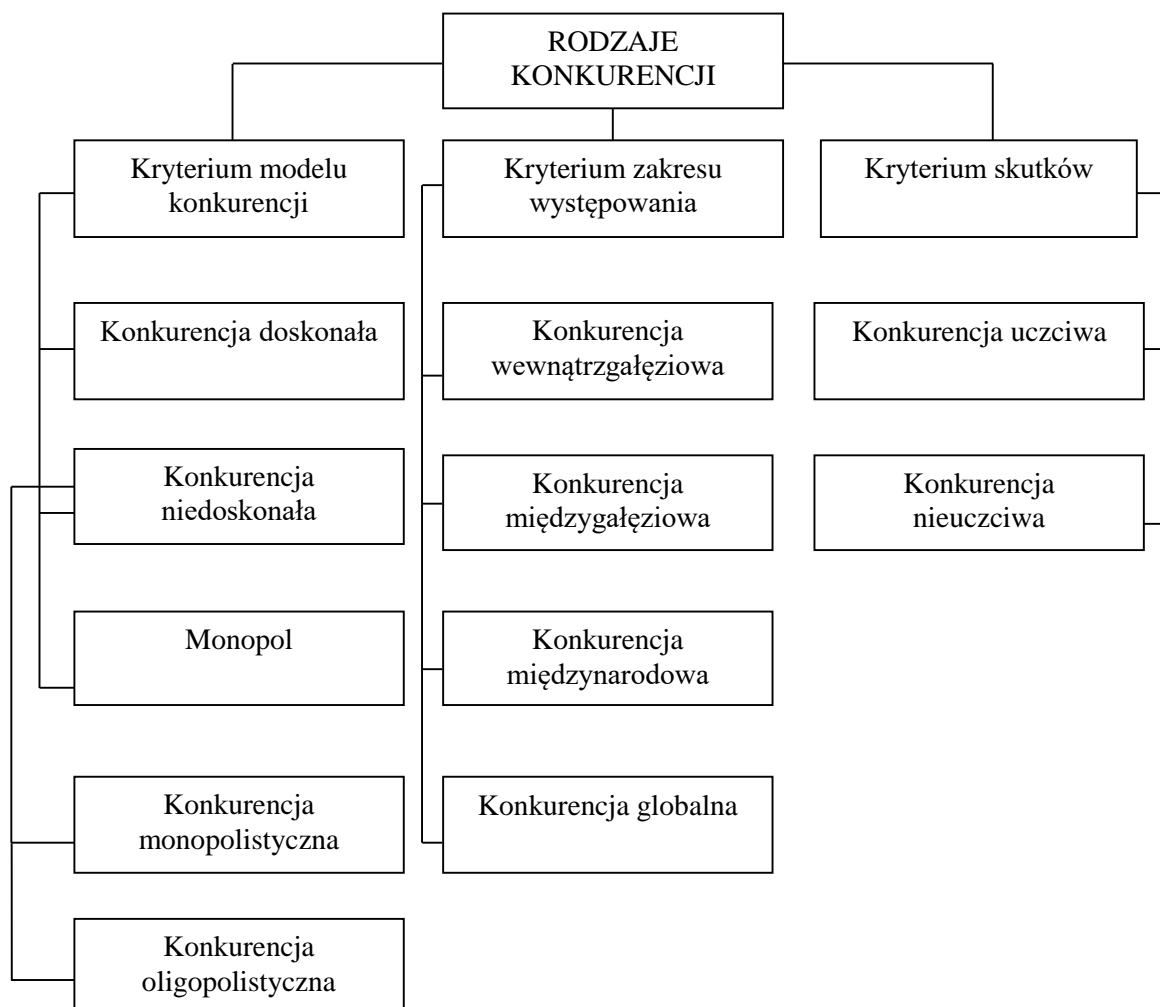 RODZAJE
KONKURENCJI
Kryterium modelu
konkurencji
Kryterium zakresu
występowania
Kryterium skutków
Konkurencja doskonała
Konkurencja
wewnątrzgałęziowa
Konkurencja uczciwa
Konkurencja
niedoskonała
Konkurencja
międzygałęziowa
Konkurencja
nieuczciwa
Monopol
Konkurencja
międzynarodowa
Konkurencja
monopolistyczna
Konkurencja globalna
Konkurencja
oligopolistyczna